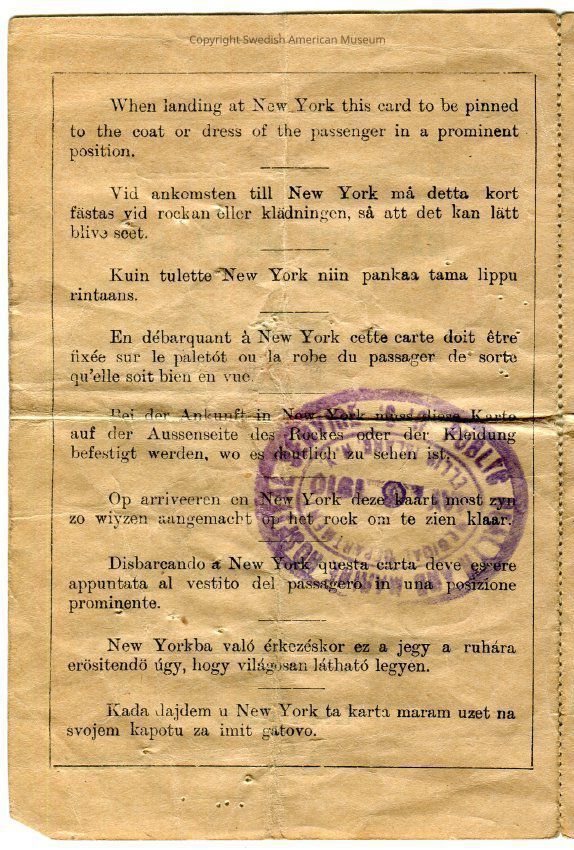 Copyright Swedish American Museum
When landing at New York this card to be pinned
to the coat or dress of the passenger in a prominent
position.
Vid ankomsten till New York må detta kort
fästas vid rockan eller klädningen, så att det kan lätt
blive seet.
Kuin tulette New York niin pankaa tama lippu
rintaans.
En débarquant à New York cette carte doit être
fixée sur le paletót ou la robe du passager de sorte
qu'elle soit bien en vue.
Bei der Ankunft in New York muss diese Karte
auf der Aussenseite des Rockes oder der Kleidung
befestigt werden, wo es deutlich zu sehen ist.
Op arriveeren en New York deze kaart most zyn
zo wiyzen aangemacht op het rock om te zien klaar.
Disbarcando a New York questa carta deve essere
appuntata al vestito del passagero in una posizione
prominente.
New Yorkba való érkezéskor ez a jegy a ruhára
erösitendö úgy, hogy világosan látható legyen.
Kada dajdem u New York ta karta maram uzet na
svojem kapotu za imit gatovo.